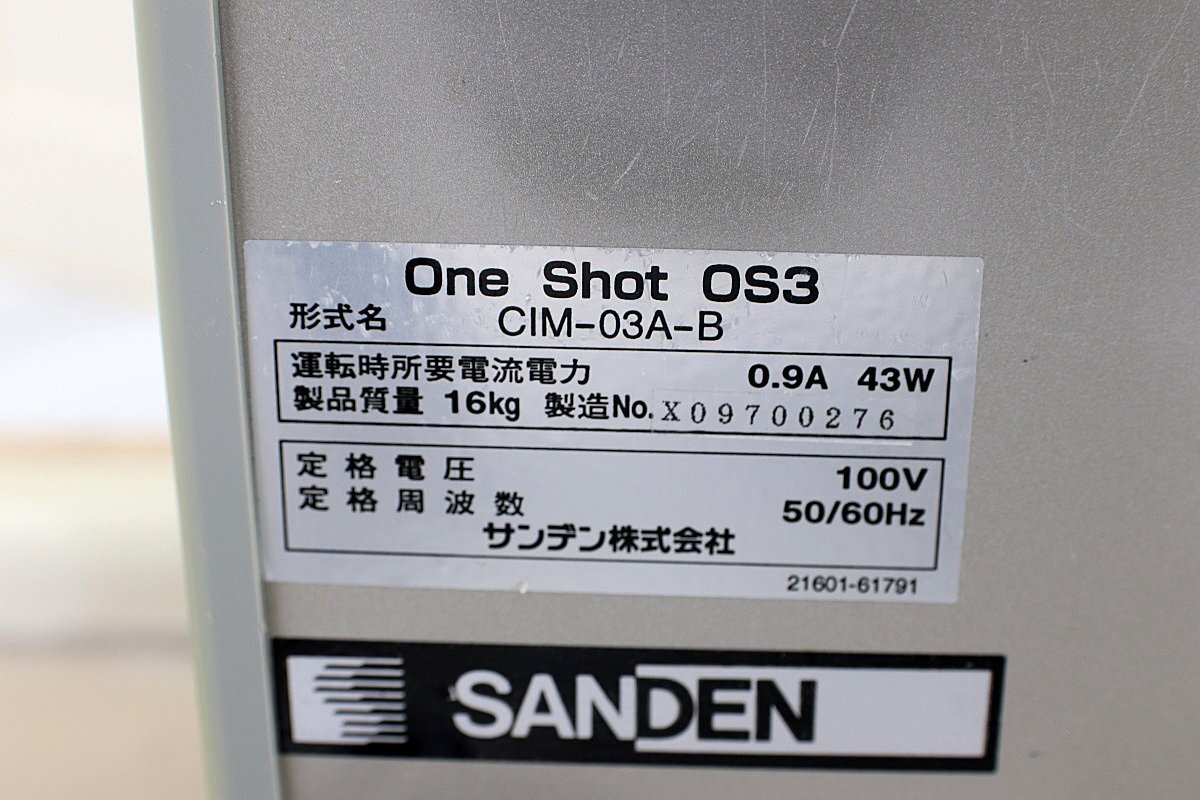 One Shot OS3
形式名 CIM-03A-B
運転時所要電流電力 0.9A 43W
製品質量 16kg 製造No. X09700276
定格電圧 100V
定格周波数 50/60Hz
サンデン株式会社
21601-61791
SANDEN